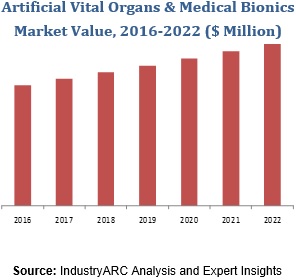 Artificial Vital Organs & Medical Bionics
Market Value, 2016-2022 ($ Million)
2016 2017 2018 2019 2020 2021 2022
Source: IndustryARC Analysis and Expert Insights